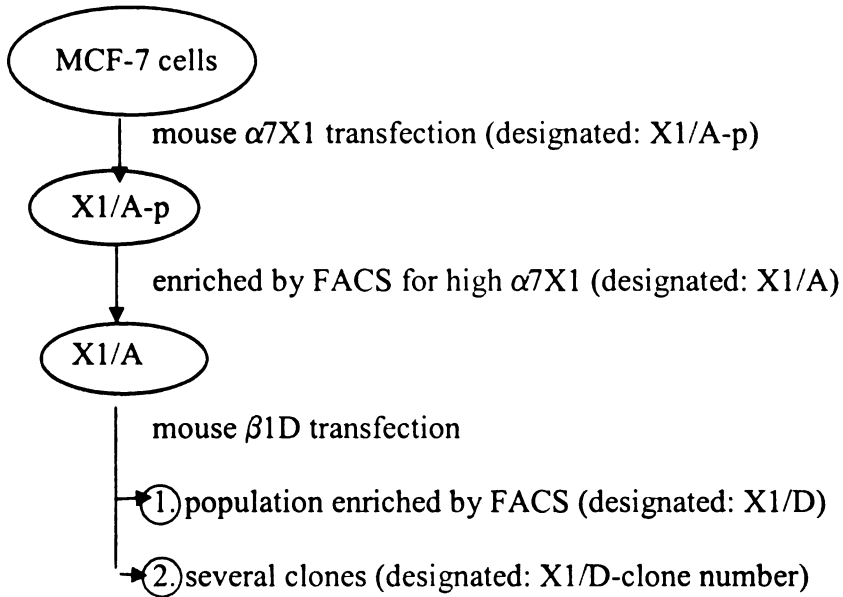 MCF-7 cells
mouse α7X1 transfection (designated: X1/A-p)
X1/A-p
enriched by FACS for high α7X1 (designated: X1/A)
X1/A
mouse β1D transfection
1. population enriched by FACS (designated: X1/D)
2. several clones (designated: X1/D-clone number)